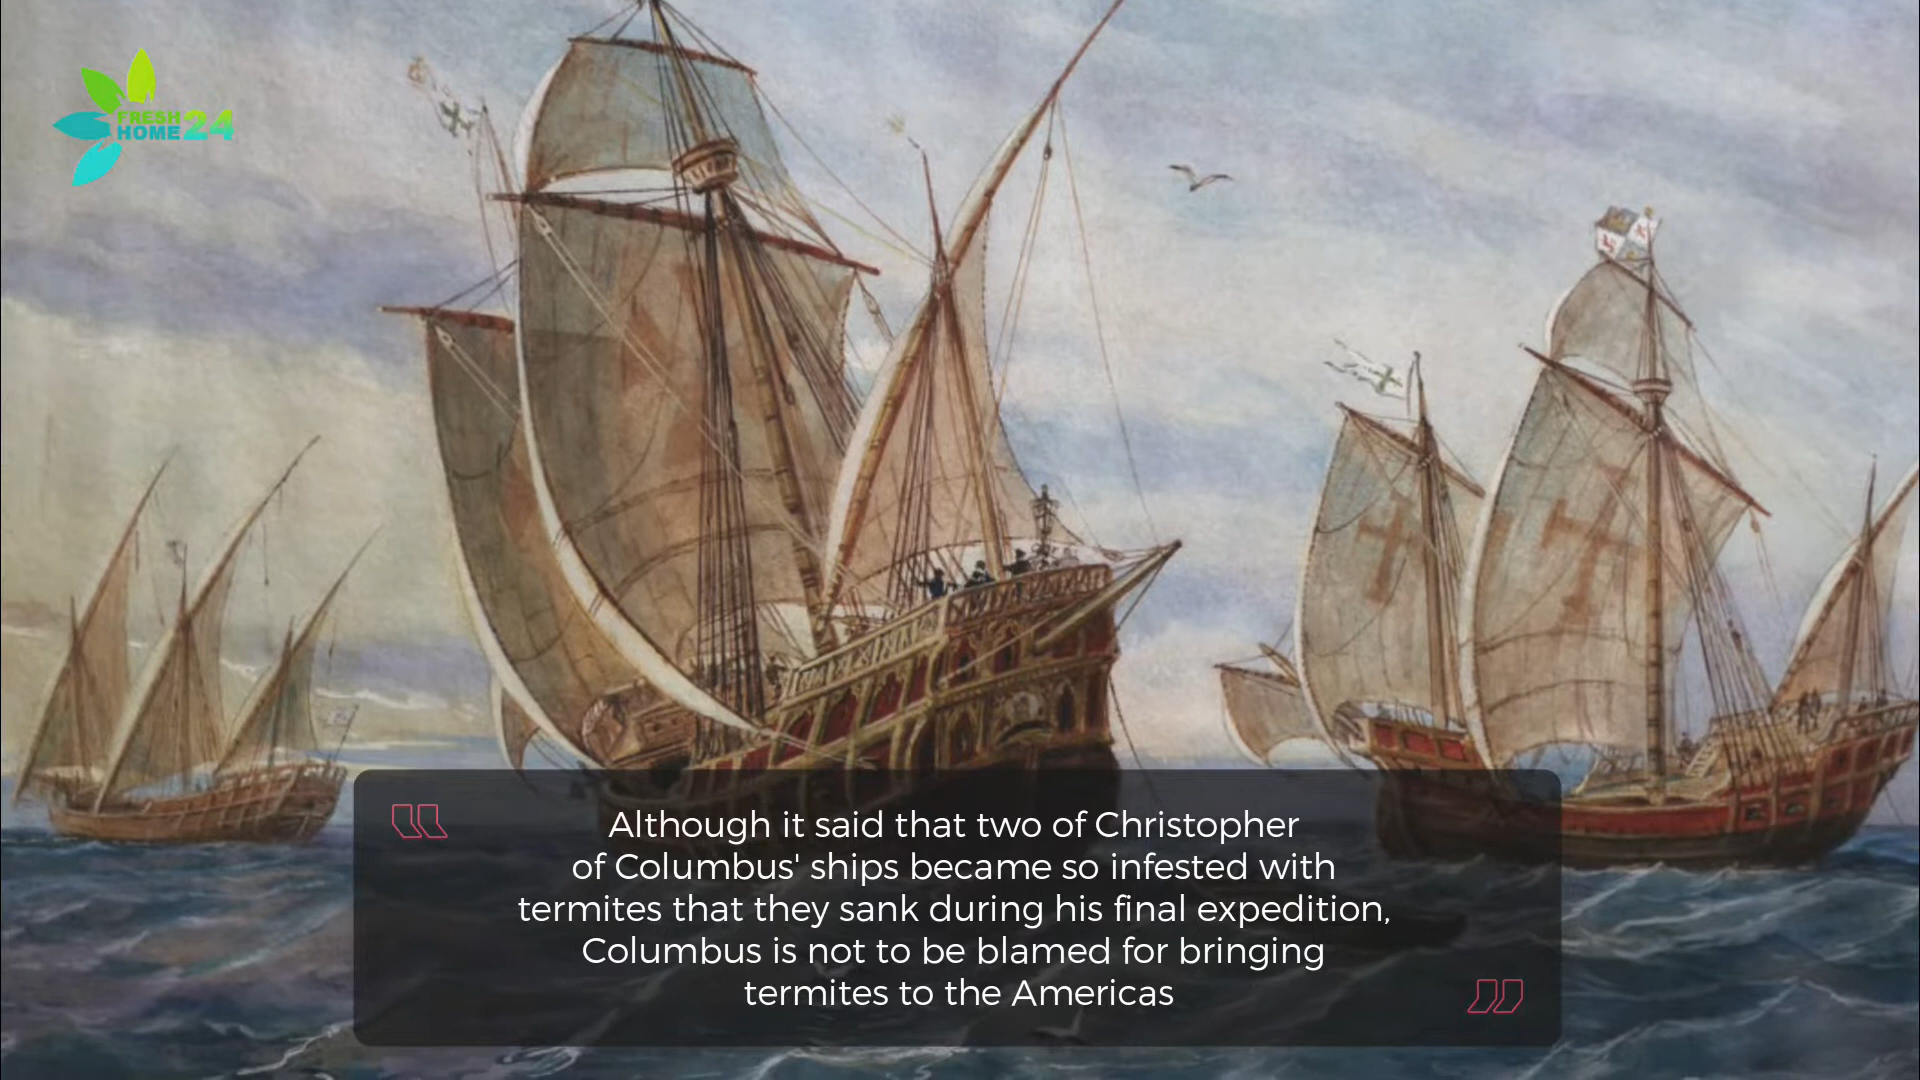 FRESH
HOME 24
Although it said that two of Christopher
of Columbus' ships became so infested with
termites that they sank during his final expedition,
Columbus is not to be blamed for bringing
termites to the Americas